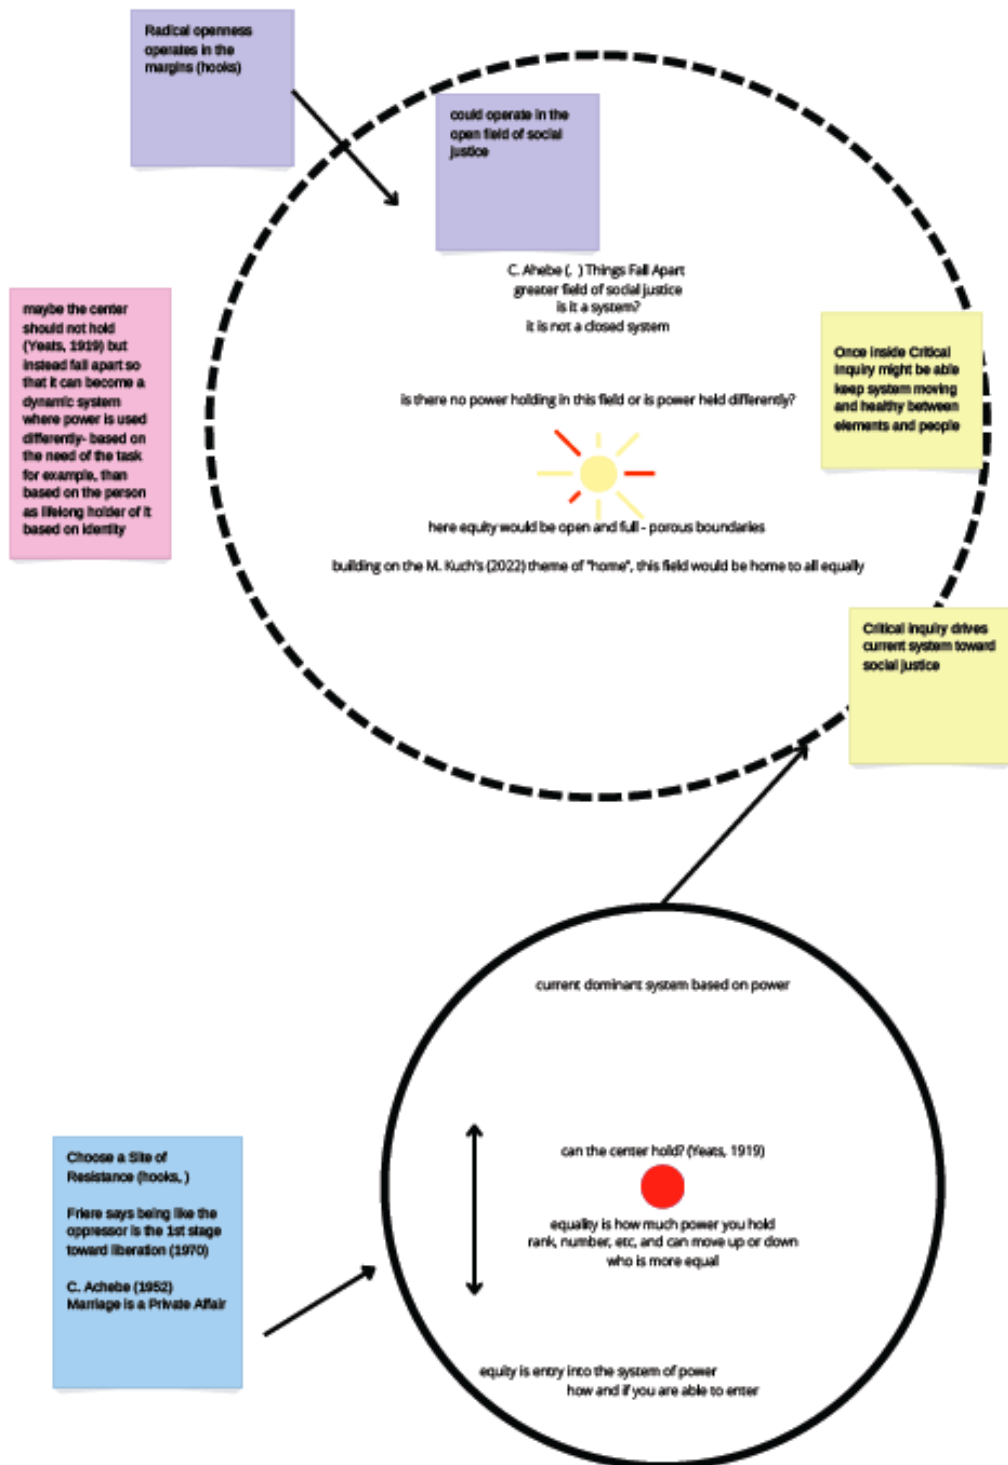 Radical openness
operates in the
margins (hooks)
could operate in the
open field of social
justice
C. Ahebe (, ) Things Fall Apart
greater field of social justice
is it a system?
it is not a closed system
maybe the center
should not hold
(Yeats, 1919) but
instead fall apart so
that it can become a
dynamic system
where power is used
differently- based on
the need of the task
for example, than
based on the person
as lifelong holder of it
based on identity
Once inside Critical
Inquiry might be able
keep system moving
and healthy between
elements and people
is there no power holding in this field or is power held differently?
here equity would be open and full - porous boundaries
building on the M. Kuch's (2022) theme of "home", this field would be home to all equally
Critical inquiry drives
current system toward
social justice
current dominant system based on power
can the center hold? (Yeats, 1919)
equality is how much power you hold
rank, number, etc, and can move up or down
who is more equal
Choose a Site of
Resistance (hooks, )
Friere says being like the
oppressor is the 1st stage
toward liberation (1970)
C. Achebe (1952)
Marriage is a Private Affair
equity is entry into the system of power
how and if you are able to enter